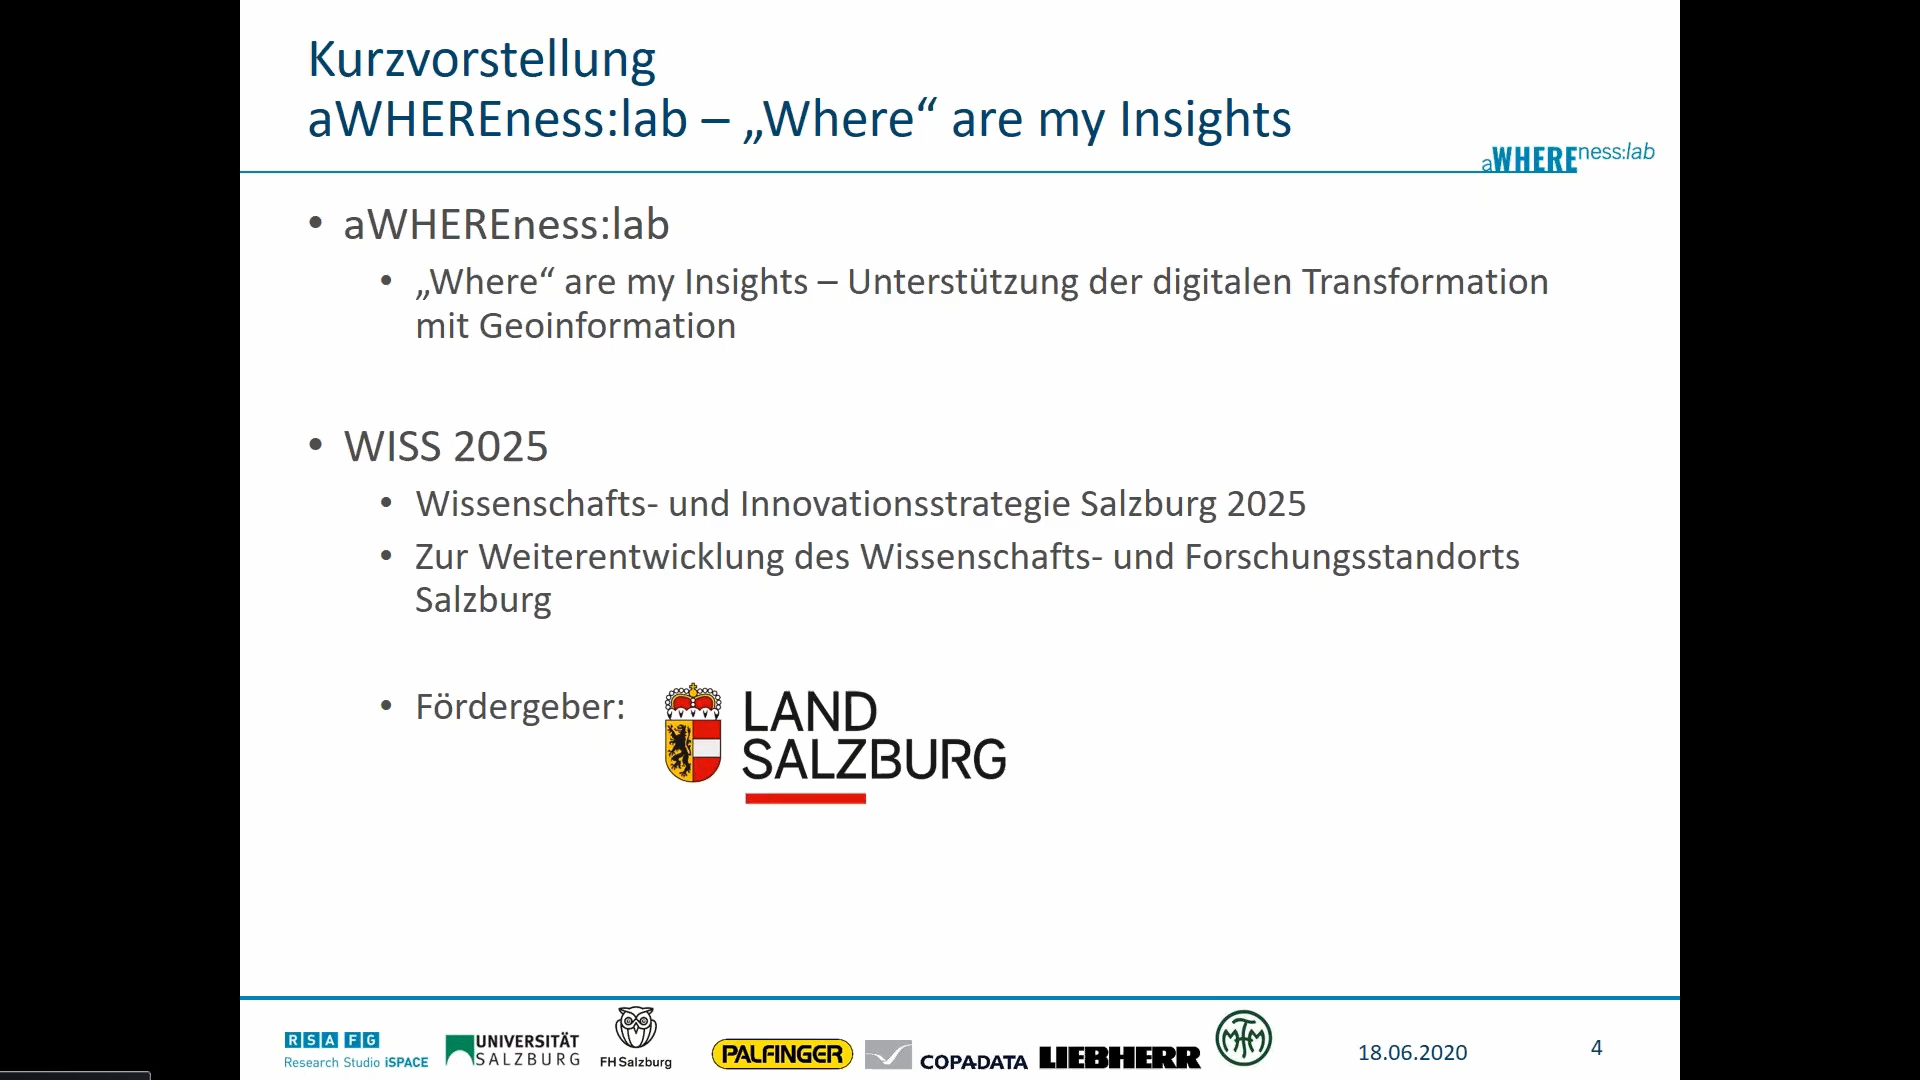 Kurzvorstellung
aWHEREness:lab – „Where“ are my Insights
aWHEREness:lab
• aWHEREness:lab
• „Where“ are my Insights – Unterstützung der digitalen Transformation
mit Geoinformation
• WISS 2025
• Wissenschafts- und Innovationsstrategie Salzburg 2025
• Zur Weiterentwicklung des Wissenschafts- und Forschungsstandorts
Salzburg
• Fördergeber:
LAND
SALZBURG
RSA FG
Research Studio iSPACE
UNIVERSITÄT
SALZBURG
FH Salzburg
PALFINGER
COPADATA
LIEBHERR
18.06.2020
4